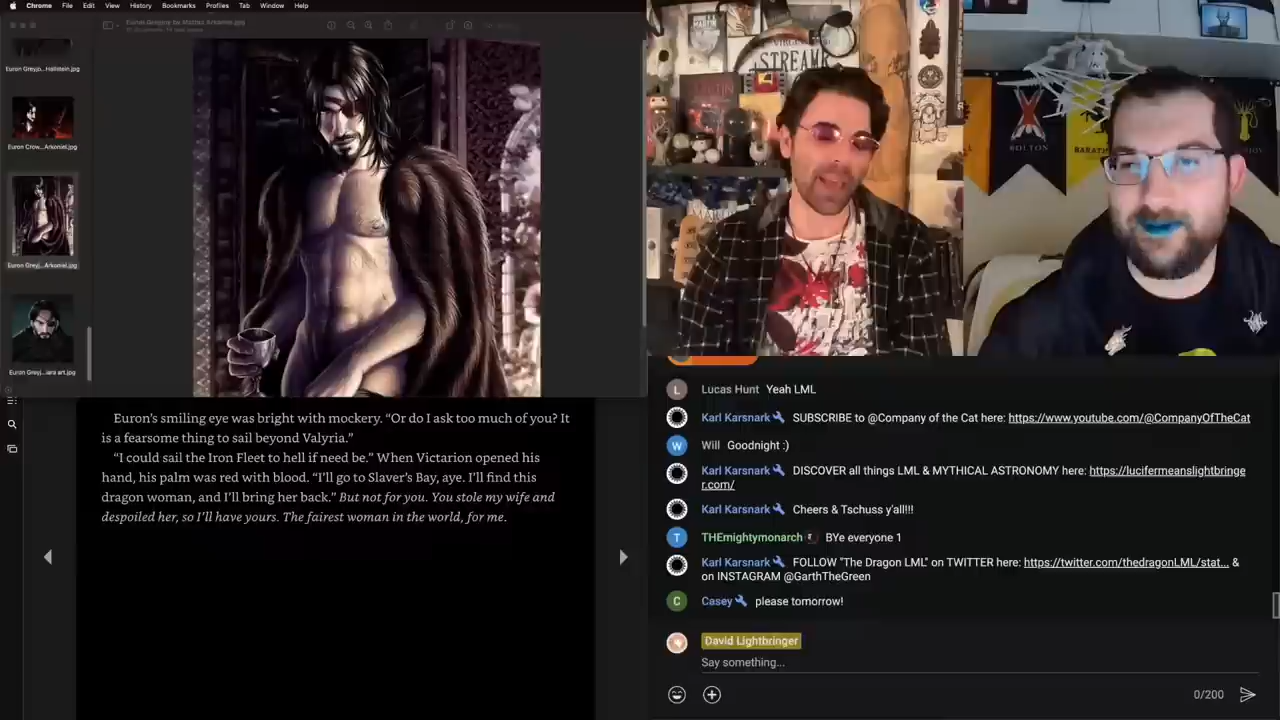 Chrome File Edit View History Bookmarks Profiles Tab Window Help
Euron Greyjoy by Mattias Arkoniel.jpg
Euron Greyjo...Hallstein.jpg
Euron Crow...Arkoniel.jpg
Euron Greyj...Arkoniel.jpg
Euron Greyj...iara art.jpg
STREAMR
BOLTON
BARATH
Euron's smiling eye was bright with mockery. "Or do I ask too much of you? It
is a fearsome thing to sail beyond Valyria."
"I could sail the Iron Fleet to hell if need be." When Victarion opened his
hand, his palm was red with blood. "I'll go to Slaver's Bay, aye. I'll find this
dragon woman, and I'll bring her back." But not for you. You stole my wife and
despoiled her, so I'll have yours. The fairest woman in the world, for me.
L Lucas Hunt Yeah LML
Karl Karsnark SUBSCRIBE to @Company of the Cat here: https://www.youtube.com/@CompanyOfTheCat
W Will Goodnight :)
Karl Karsnark DISCOVER all things LML & MYTHICAL ASTRONOMY here: https://lucifermeanslightbringe
r.com/
Karl Karsnark Cheers & Tschuss y'all!!!
T THEmightymonarch BYe everyone 1
Karl Karsnark FOLLOW "The Dragon LML" on TWITTER here: https://twitter.com/thedragonLML/stat... &
on INSTAGRAM @GarthTheGreen
C Casey please tomorrow!
David Lightbringer
Say something...
0/200